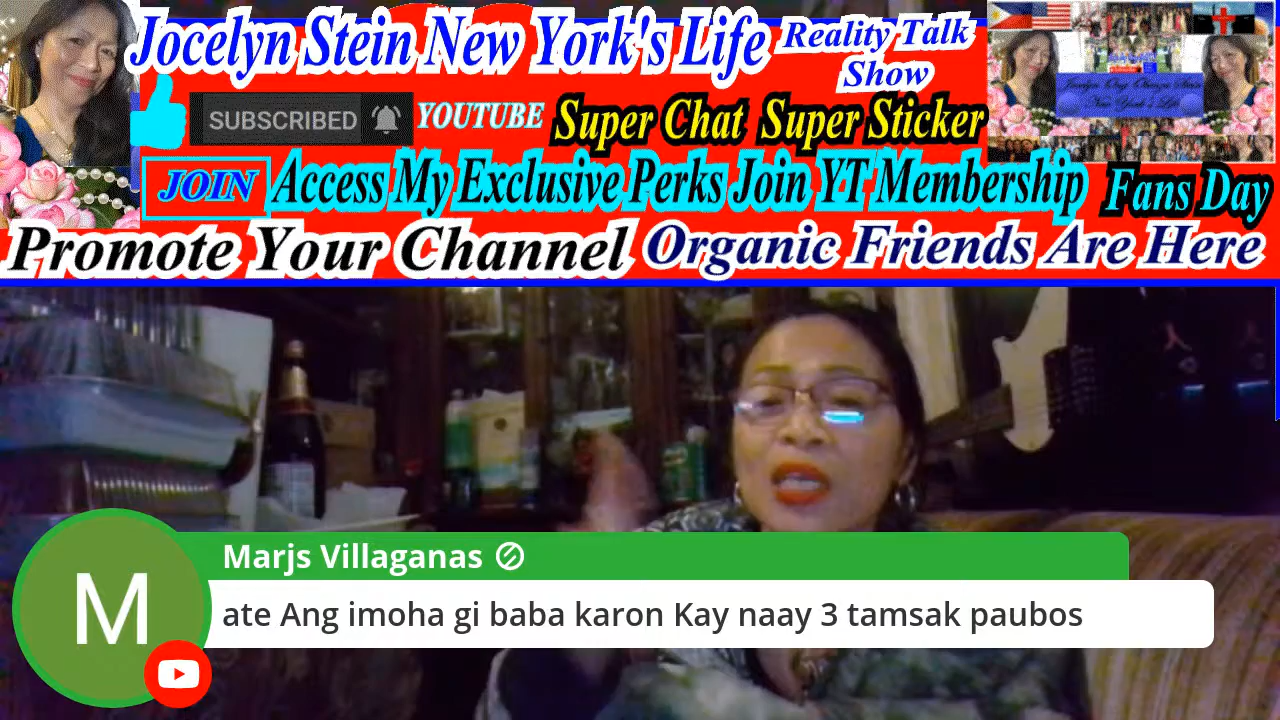 Jocelyn Stein New York's Life
Reality Talk
Show
SUBSCRIBED
YOUTUBE
Super Chat Super Sticker
JOIN
Access My Exclusive Perks Join YT Membership
Fans Day
Promote Your Channel
Organic Friends Are Here
Marjs Villaganas
M
ate Ang imoha gi baba karon Kay naay 3 tamsak paubos